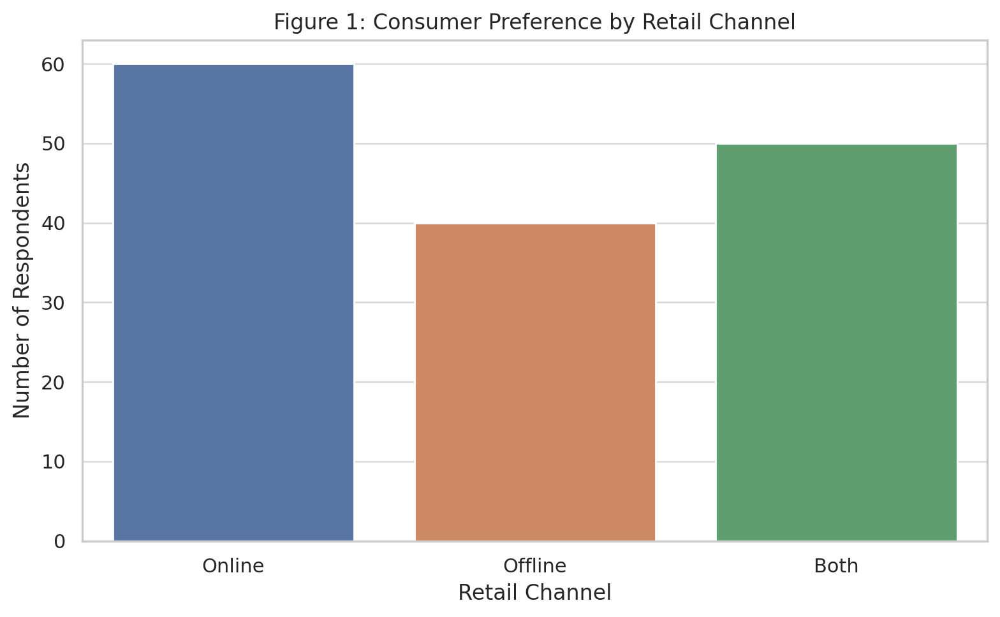 Figure 1: Consumer Preference by Retail Channel
60
50
40
30
20
10
0
Number of Respondents
Online Offline Both
Retail Channel